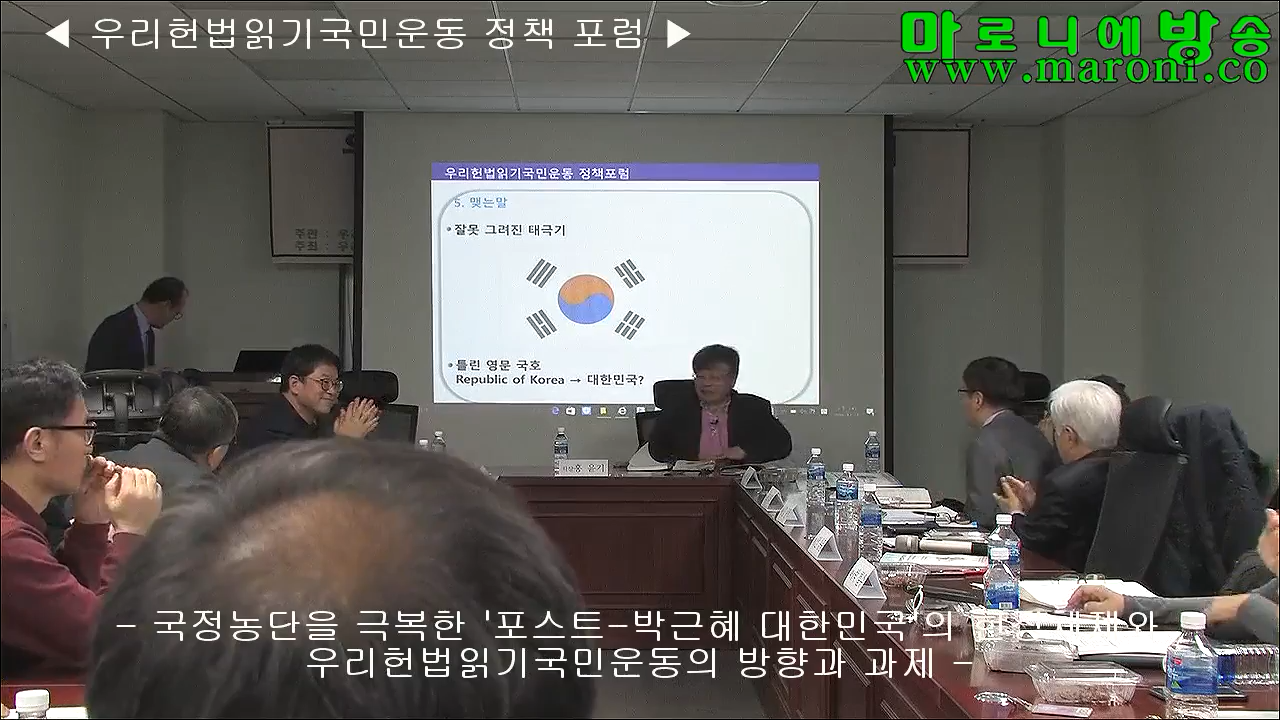 ◀ 우리헌법읽기국민운동 정책 포럼 ▶
마로니에방송
www.maroni.co
우리헌법읽기국민운동 정책포럼
5. 맺는말
• 잘못 그려진 태극기
• 틀린 영문 국호
Republic of Korea → 대한민국?
주관 :
주최 :
- 국정농단을 극복한 '포스트-박근혜 대한민국'의
우리헌법읽기국민운동의 방향과 과제 -